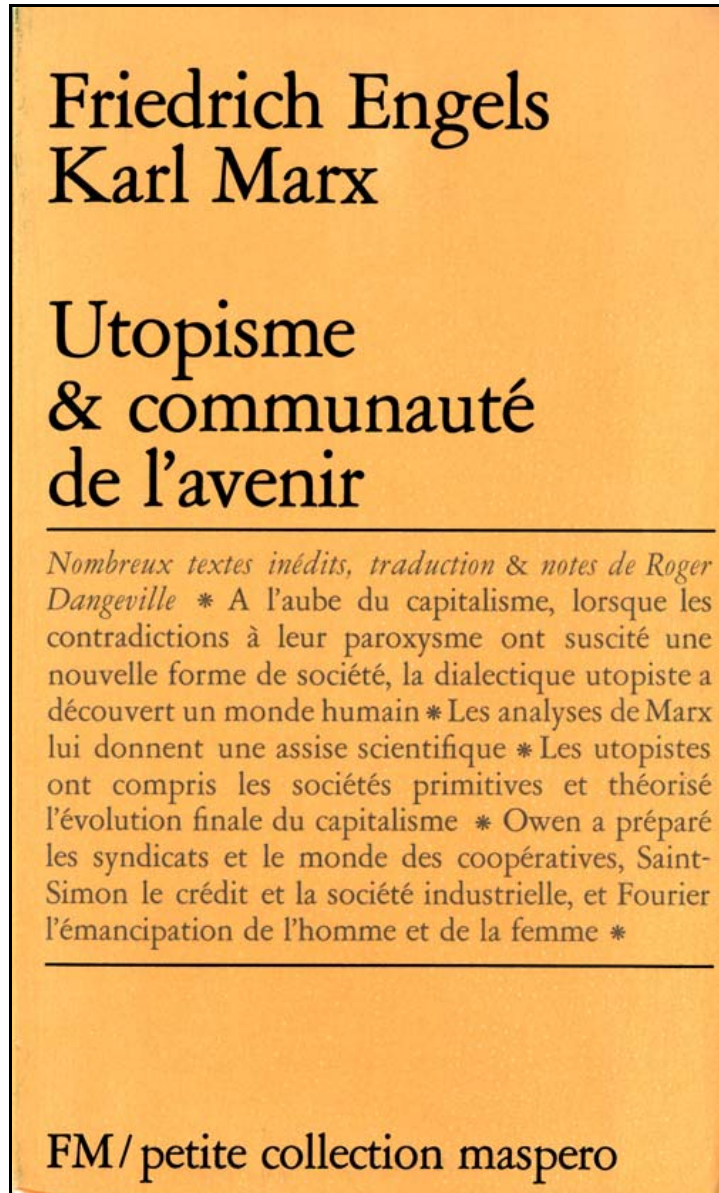 Friedrich Engels
Karl Marx
Utopisme
& communauté
de l'avenir
Nombreux textes inédits, traduction & notes de Roger
Dangeville * A l'aube du capitalisme, lorsque les
contradictions à leur paroxysme ont suscité une
nouvelle forme de société, la dialectique utopiste a
découvert un monde humain * Les analyses de Marx
lui donnent une assise scientifique * Les utopistes
ont compris les sociétés primitives et théorisé
l'évolution finale du capitalisme * Owen a préparé
les syndicats et le monde des coopératives, Saint-
Simon le crédit et la société industrielle, et Fourier
l'émancipation de l'homme et de la femme *
FM/petite collection maspero